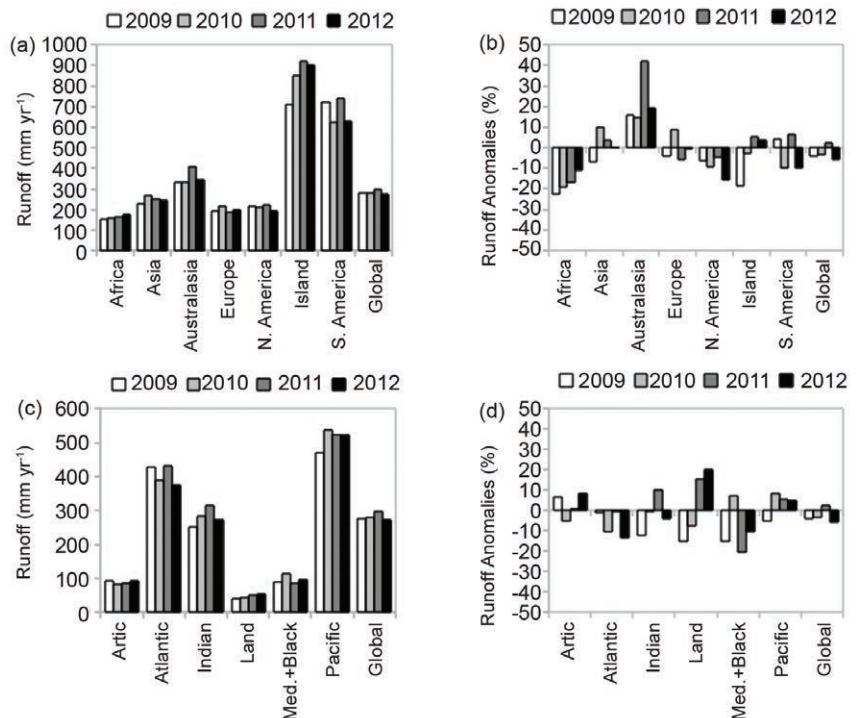 (a)
2009 2010 2011 2012
Runoff (mm yr⁻¹)
1000
900
800
700
600
500
400
300
200
100
0
Africa
Asia
Australasia
Europe
N. America
Island
S. America
Global
(b)
2009 2010 2011 2012
Runoff Anomalies (%)
50
40
30
20
10
0
-10
-20
-30
-40
-50
Africa
Asia
Australasia
Europe
N. America
Island
S. America
Global
(c)
2009 2010 2011 2012
Runoff (mm yr⁻¹)
600
500
400
300
200
100
0
Artic
Atlantic
Indian
Land
Med.+Black
Pacific
Global
(d)
2009 2010 2011 2012
Runoff Anomalies (%)
50
40
30
20
10
0
-10
-20
-30
-40
-50
Artic
Atlantic
Indian
Land
Med.+Black
Pacific
Global